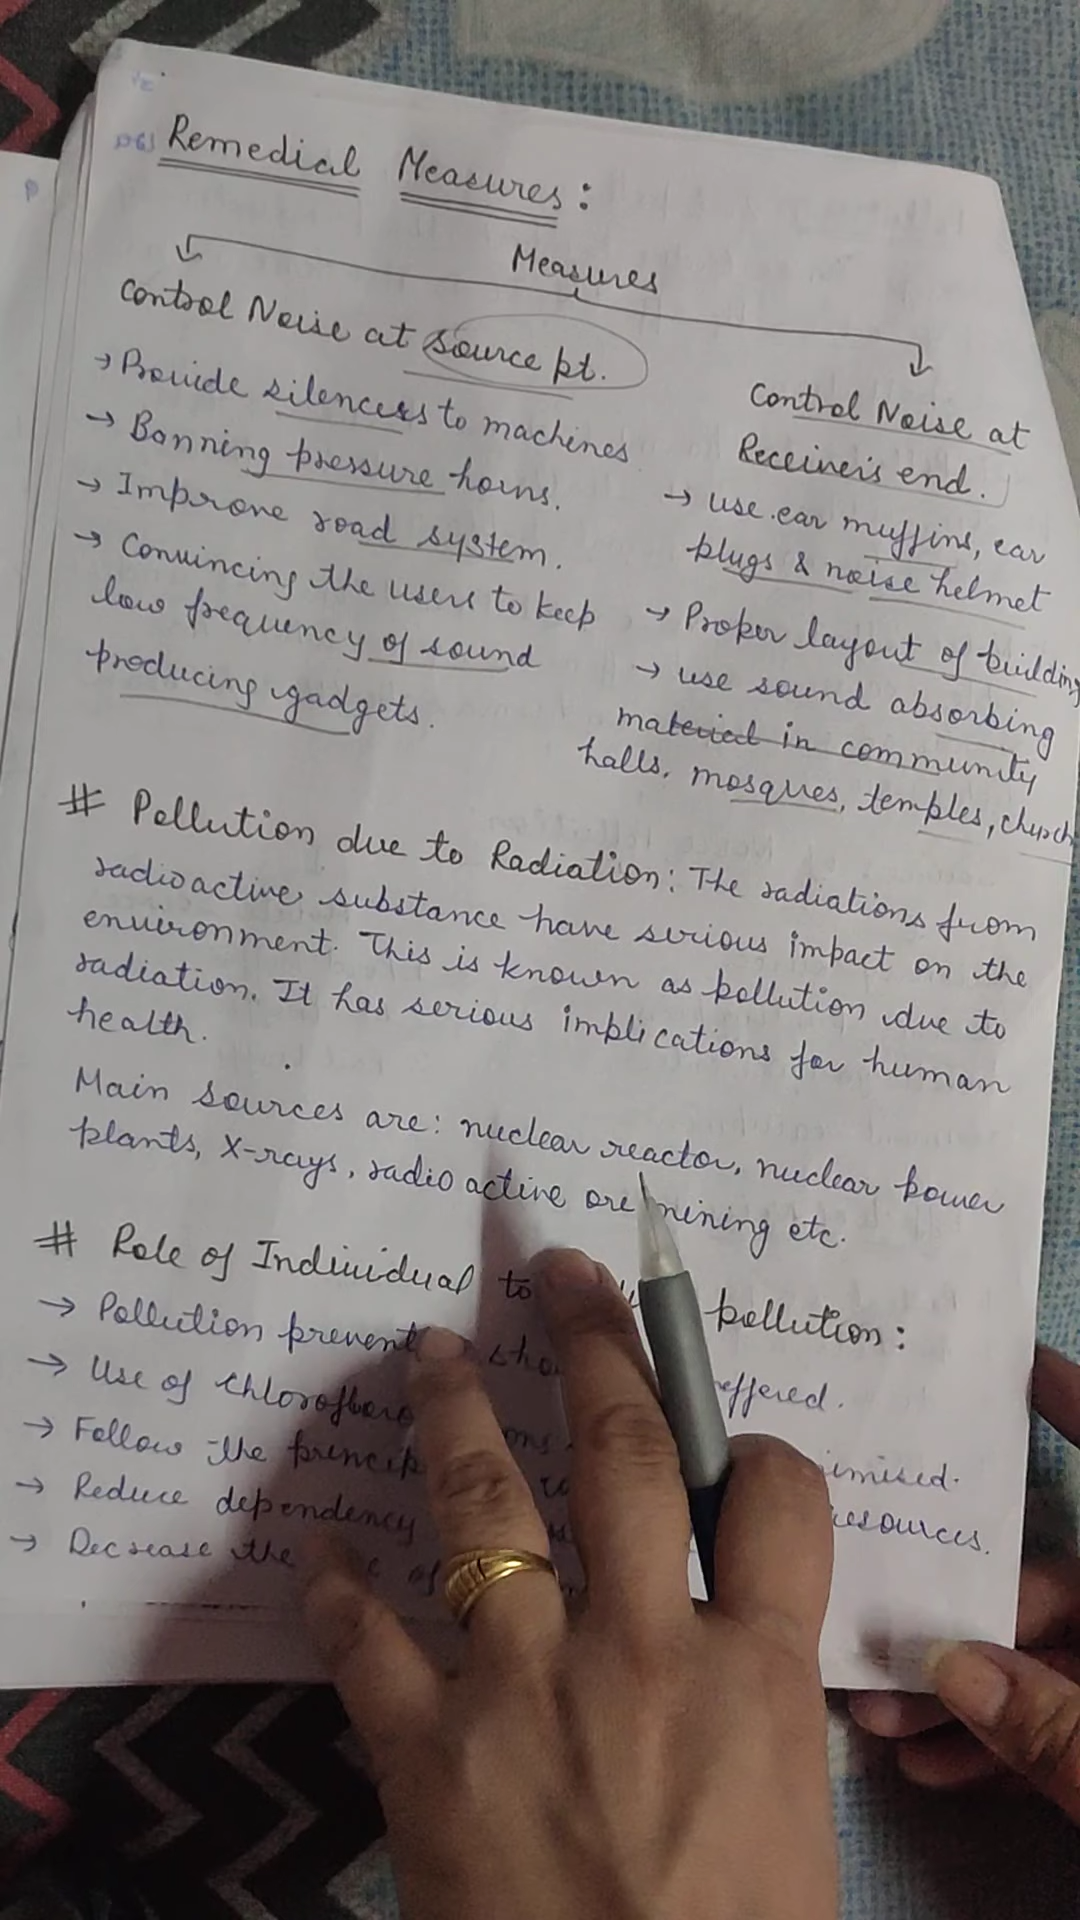 Remedial Measures:
Measures
Control Noise at source pt.
→ Provide silencers to machines
→ Banning pressure horns.
→ Improve road system.
→ Convincing the users to keep
low frequency of sound
producing gadgets.
Control Noise at
Receiveris end.
→ use ear muffins, ear
plugs & noise helmet
→ Proper layout of building
→ use sound absorbing
material in community
halls, mosques, temples, church
# Pollution due to Radiation: The radiations from
radioactive substance have serious impact on the
environment. This is known as pollution due to
radiation. It has serious implications for human
health.
Main sources are: nuclear reactor, nuclear power
plants, X-rays, radio active ore mining etc.
# Role of Individual to pollution:
→ Pollution
→ Use of
→ Follow the
→ Reduce dependency resources.
→ Decrease the